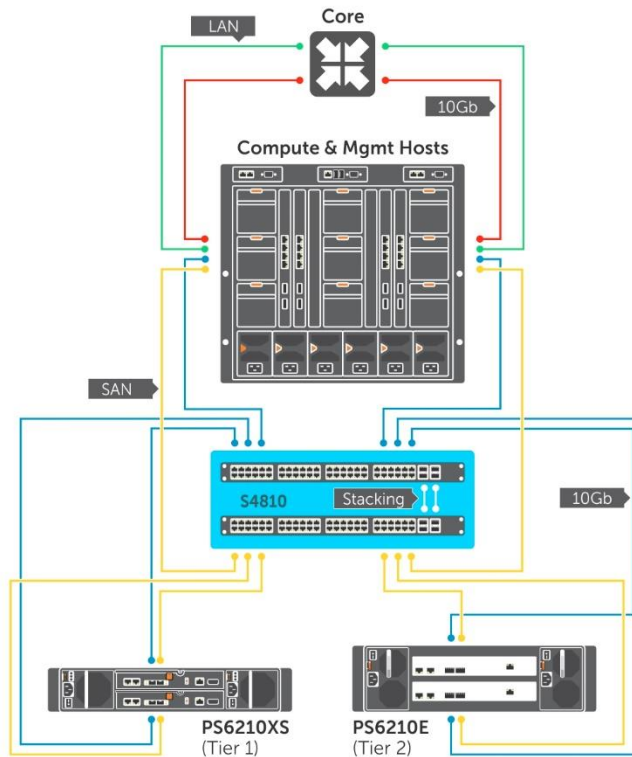 Core
LAN
10Gb
Compute & Mgmt Hosts
SAN
S4810
Stacking
10Gb
PS6210XS
(Tier 1)
PS6210E
(Tier 2)